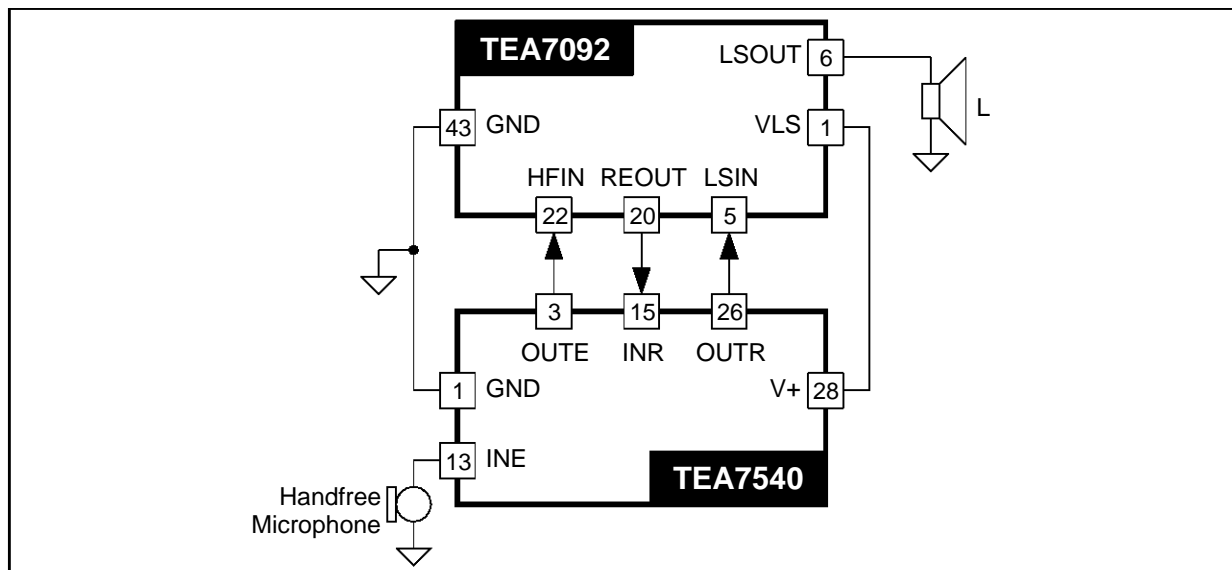 TEA7092
LSOUT 6
L
43 GND
VLS 1
HFIN REOUT LSIN
22 20 5
3 15 26
OUTE INR OUTR
1 GND
V+ 28
13 INE
TEA7540
Handfree
Microphone